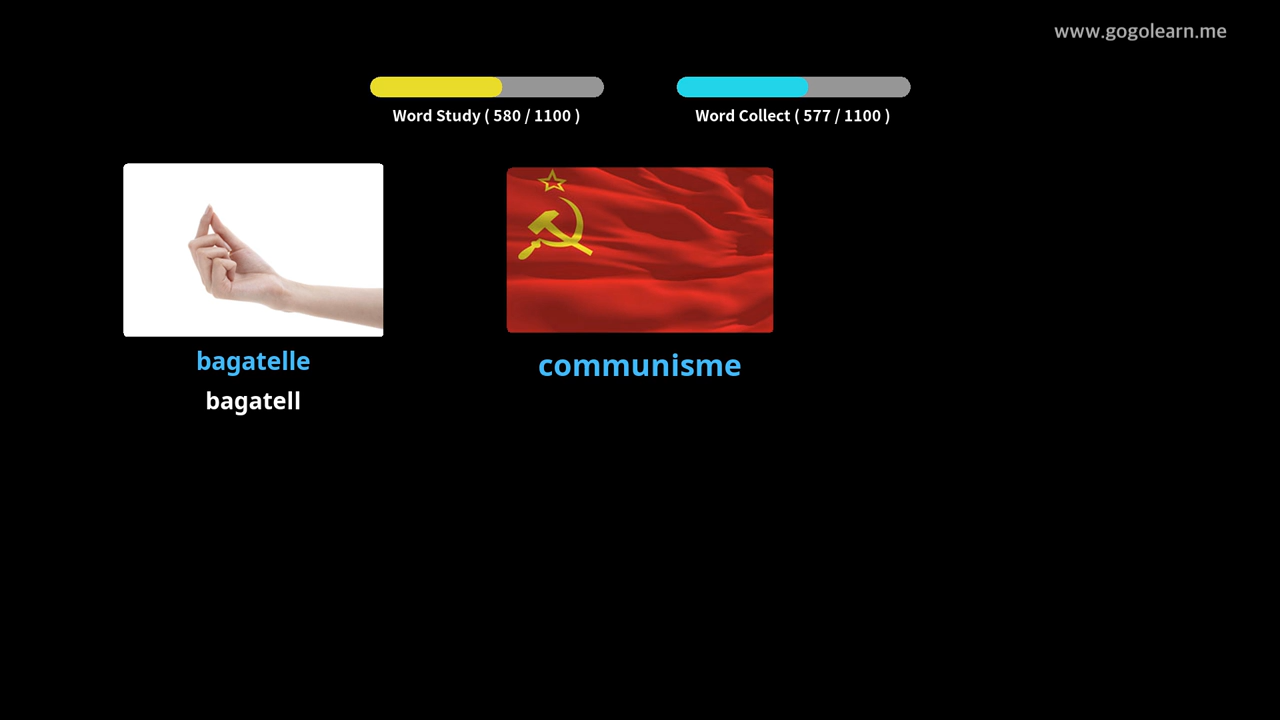 www.gogolearn.me
Word Study ( 580 / 1100 )
Word Collect ( 577 / 1100 )
bagatelle
bagatell
communisme